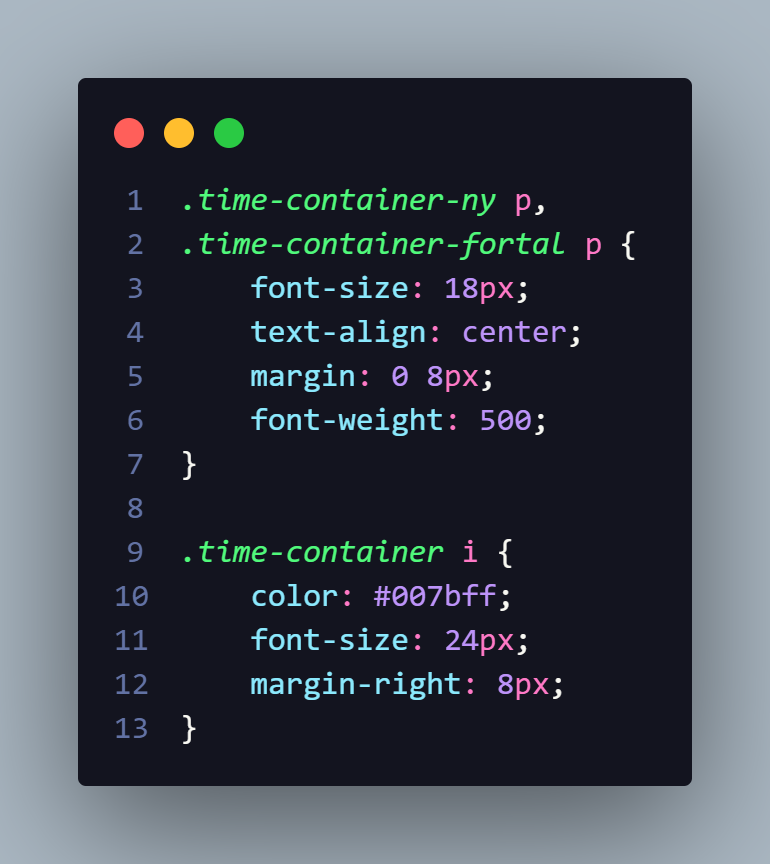 1 .time-container-ny p,
2 .time-container-fortal p {
3     font-size: 18px;
4     text-align: center;
5     margin: 0 8px;
6     font-weight: 500;
7 }
8
9 .time-container i {
10     color: #007bff;
11     font-size: 24px;
12     margin-right: 8px;
13 }